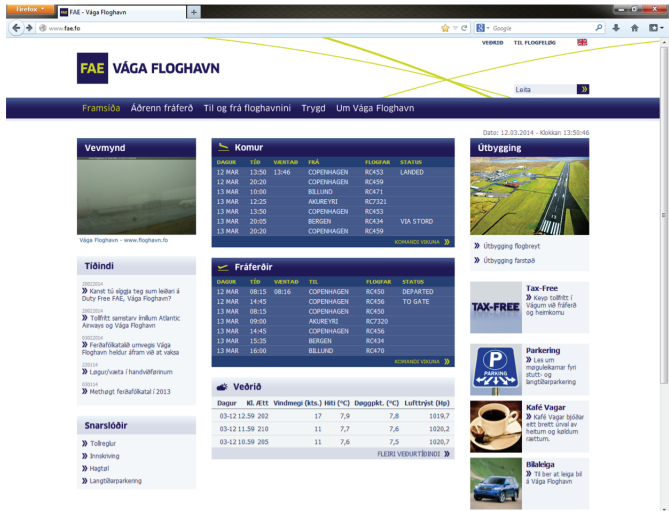 Firefox
FAE - Vága Floghavn
www.fae.fo
Google
VEÐRIÐ TIL FLOGFELØG
FAE VÁGA FLOGHAVN
Leita
Framsíða Áðrenn fráferð Til og frá floghavnini Trygd Um Vága Floghavn
Dato: 12.03.2014 - Klokkan 13:50:46
Vevmynd
Vága Floghavn - www.floghavn.fo
Tíðindi
20022014
Kanst tú siggja teg sum leiðari á
Duty Free FAE, Vága Floghavn?
Tollfrítt samstarv ímillum Atlantic
Airways og Vága Floghavn
Ferðafólkatalið umvegis Vága
Floghavn heldur áfram við at vaksa
Løgur/væta í handviðførinum
030114
Methøgt ferðafólkatal í 2013
Snarslóðir
Tollreglur
Innskriving
Hagtøl
Langtíðarparkering
Komur
DAGUR TÍÐ VÆNTAÐ FRÁ FLOGFAR STATUS
12 MAR 13:50 13:46 COPENHAGEN RC453 LANDED
12 MAR 20:20 COPENHAGEN RC459
13 MAR 10:00 BILLUND RC471
13 MAR 12:25 AKUREYRI RC7321
13 MAR 13:50 COPENHAGEN RC453
13 MAR 20:05 BERGEN RC434 VIA STORD
13 MAR 20:20 COPENHAGEN RC459
KOMANDI VIKUNA
Fráferðir
DAGUR TÍÐ VÆNTAÐ TIL FLOGFAR STATUS
12 MAR 08:15 08:16 COPENHAGEN RC450 DEPARTED
12 MAR 14:45 COPENHAGEN RC456 TO GATE
13 MAR 08:15 COPENHAGEN RC450
13 MAR 09:00 AKUREYRI RC7320
13 MAR 14:45 COPENHAGEN RC456
13 MAR 15:35 BERGEN RC434
13 MAR 16:00 BILLUND RC470
KOMANDI VIKUNA
Veðrið
Dagur Kl. Ætt Vindmegi (kts.) Hiti (°C) Døggpkt. (°C) Lufttrýst (Hp)
03-12 12.59 202 17 7,9 7,8 1019,7
03-12 11.59 210 11 7,7 7,6 1020,2
03-12 10.59 205 11 7,6 7,5 1020,7
FLEIRI VEÐURTÍÐINDI
Útbygging
Útbygging flogbreyt
Útbygging farstøð
TAX-FREE
Tax-Free
Keyp tollfrítt í
Vágum við fráferð
og heimkomu
P
PARKING
Parkering
Les um
møguleikarnar fyri
stutt- og
langtíðarparkering
Kafé Vagar
Kafé Vagar bjóðar
eitt breitt úrval av
heitum og køldum
rættum.
Bilaleiga
Til ber at leiga bil
á Vága Floghavn